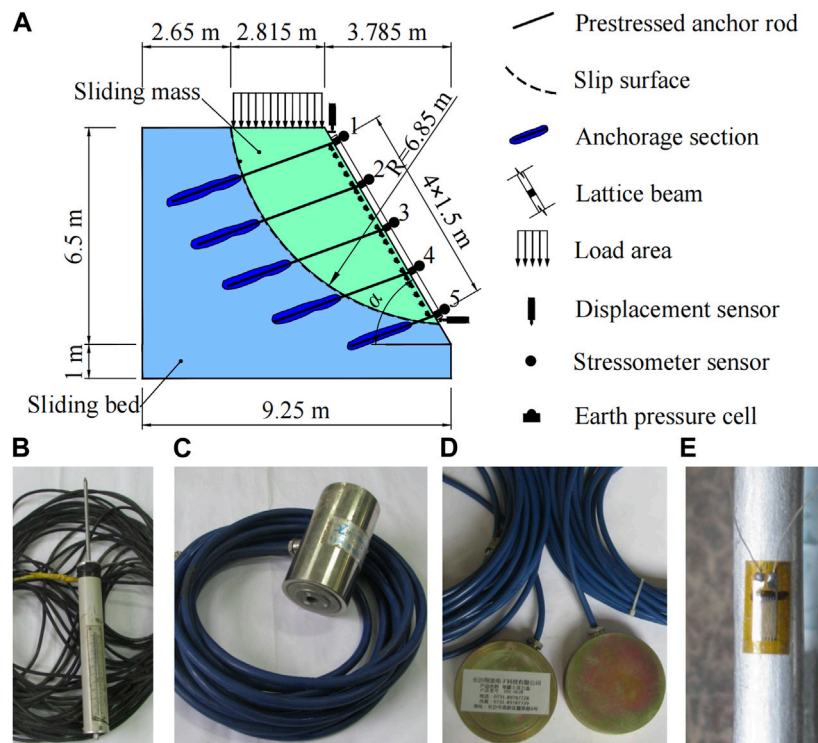 A
2.65 m
2.815 m
3.785 m
Sliding mass
1
2
3
4
5
R=6.85 m
4×1.5 m
α
6.5 m
1 m
Sliding bed
9.25 m
Prestressed anchor rod
Slip surface
Anchorage section
Lattice beam
Load area
Displacement sensor
Stressometer sensor
Earth pressure cell
B
C
D
E